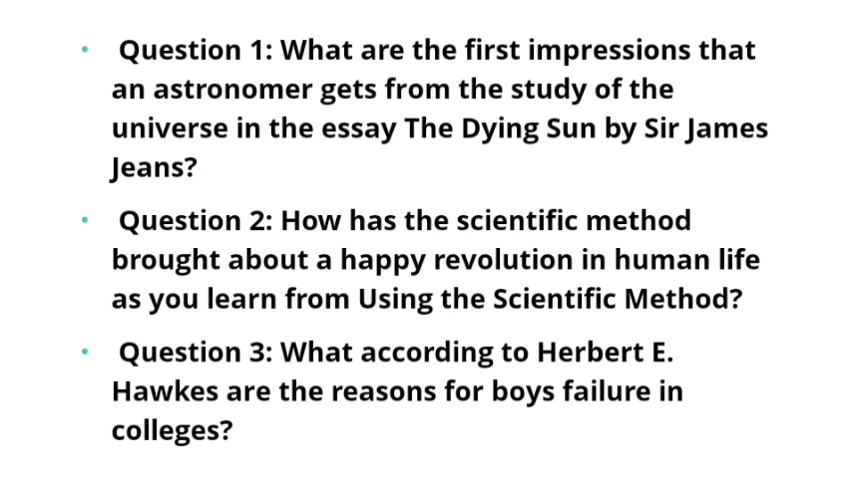 • Question 1: What are the first impressions that
an astronomer gets from the study of the
universe in the essay The Dying Sun by Sir James
Jeans?
• Question 2: How has the scientific method
brought about a happy revolution in human life
as you learn from Using the Scientific Method?
• Question 3: What according to Herbert E.
Hawkes are the reasons for boys failure in
colleges?